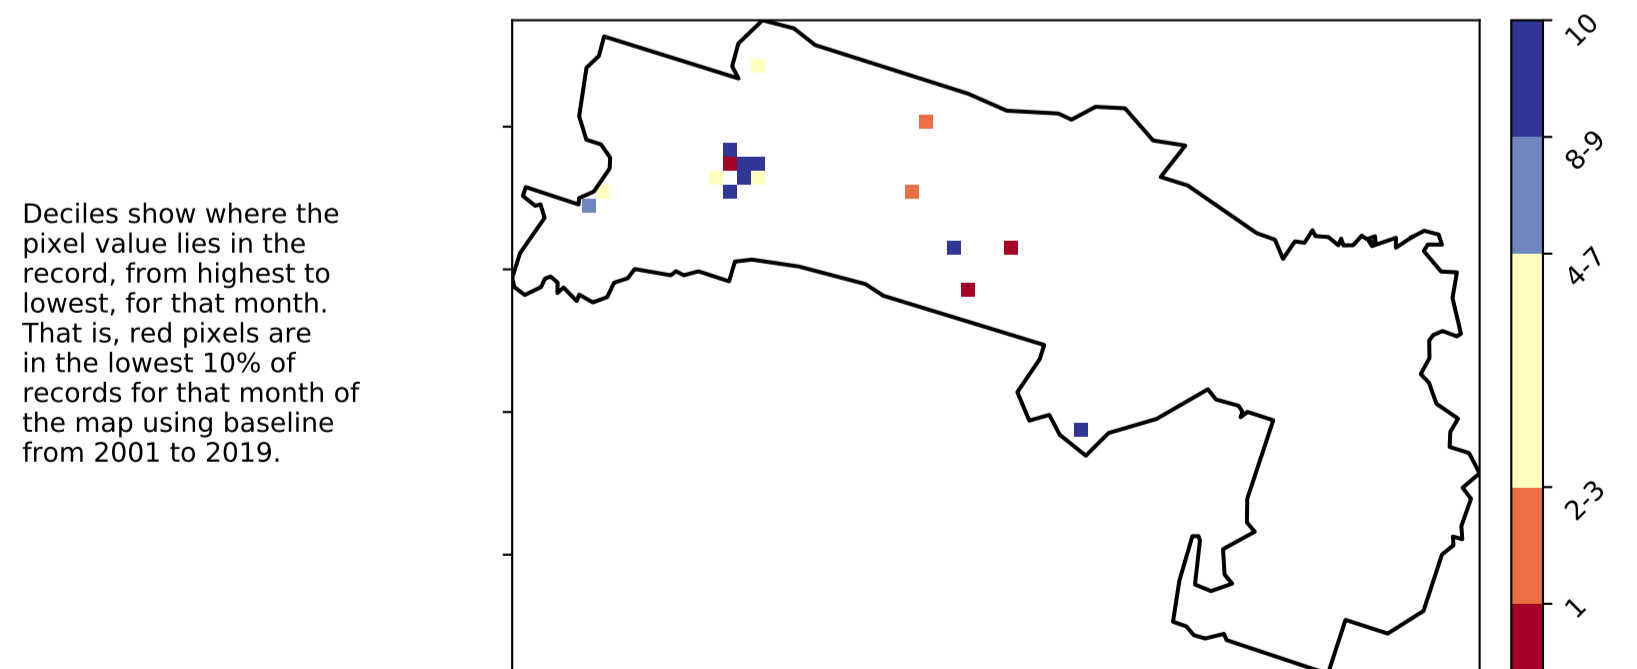 Deciles show where the
pixel value lies in the
record, from highest to
lowest, for that month.
That is, red pixels are
in the lowest 10% of
records for that month of
the map using baseline
from 2001 to 2019.
10
8-9
4-7
2-3
1